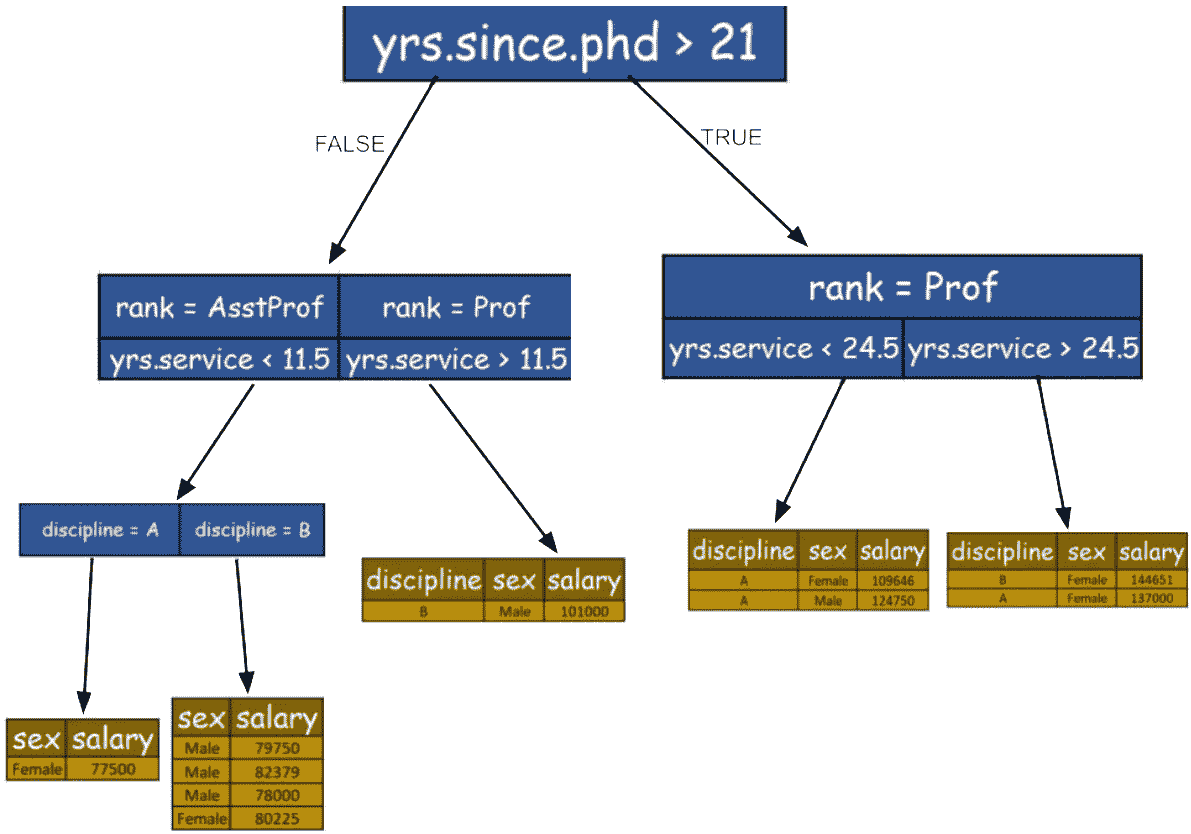 yrs.since.phd > 21
FALSE
TRUE
rank = AsstProf rank = Prof
yrs.service < 11.5 yrs.service > 11.5
rank = Prof
yrs.service < 24.5 yrs.service > 24.5
discipline = A discipline = B
discipline sex salary
B Male 101000
discipline sex salary
A Female 109646
A Male 124750
discipline sex salary
B Female 144651
A Female 137000
sex salary
Female 77500
sex salary
Male 79750
Male 82379
Male 78000
Female 80225